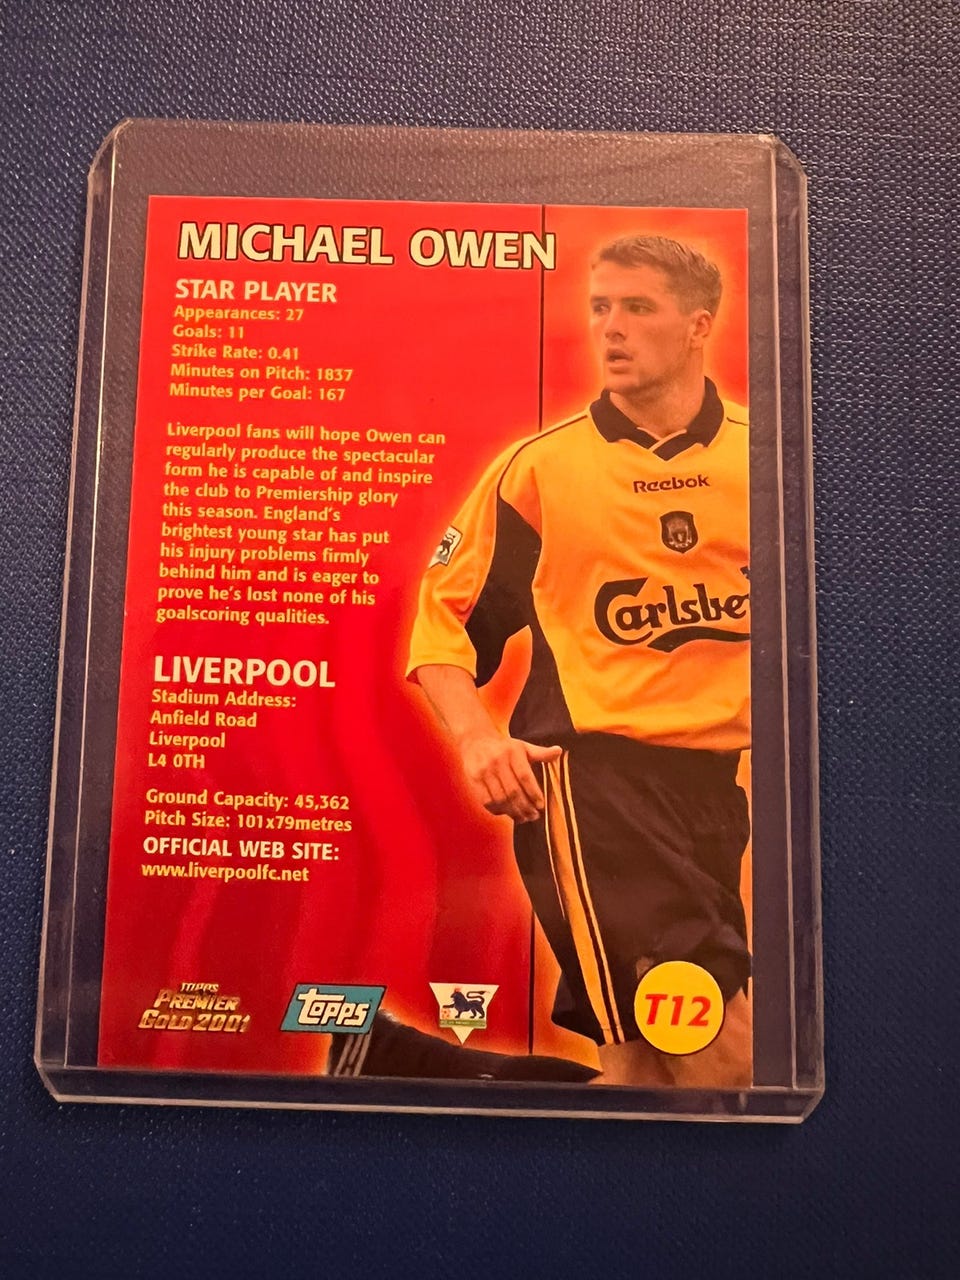 MICHAEL OWEN
STAR PLAYER
Appearances: 27
Goals: 11
Strike Rate: 0.41
Minutes on Pitch: 1837
Minutes per Goal: 167
Liverpool fans will hope Owen can
regularly produce the spectacular
form he is capable of and inspire
the club to Premiership glory
this season. England's
brightest young star has put
his injury problems firmly
behind him and is eager to
prove he's lost none of his
goalscoring qualities.
Reebok
Carlsbe
LIVERPOOL
Stadium Address:
Anfield Road
Liverpool
L4 0TH
Ground Capacity: 45,362
Pitch Size: 101x79metres
OFFICIAL WEB SITE:
www.liverpoolfc.net
TOPPS
PREMIER
GOLD 2001
topps
T12